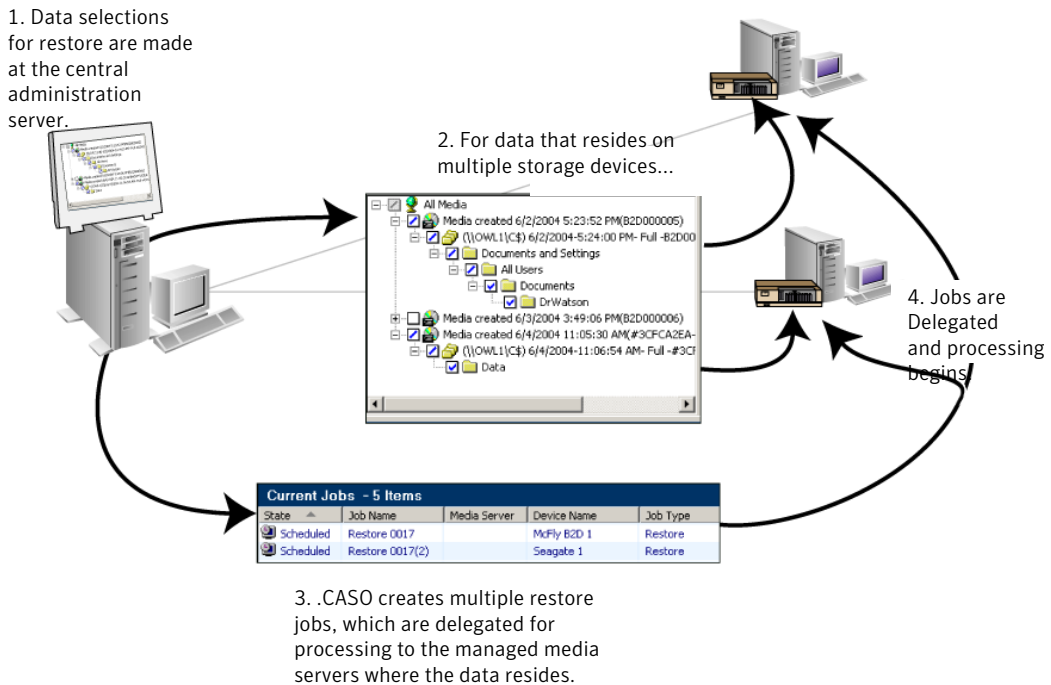 1. Data selections
for restore are made
at the central
administration
server.
2. For data that resides on
multiple storage devices...
All Media
Media created 6/2/2004 5:23:52 PM(B2D000005)
(\\OWL1\C$) 6/2/2004-5:24:00 PM- Full -B2D00
Documents and Settings
All Users
Documents
DrWatson
Media created 6/3/2004 3:49:06 PM(B2D000006)
Media created 6/4/2004 11:05:30 AM(#3CFCA2EA-
(\\OWL1\C$) 6/4/2004-11:06:54 AM- Full -#3CF
Data
4. Jobs are
Delegated
and processing
begins.
Current Jobs - 5 Items
State Job Name Media Server Device Name Job Type
Scheduled Restore 0017 McFly B2D 1 Restore
Scheduled Restore 0017(2) Seagate 1 Restore
3. .CASO creates multiple restore
jobs, which are delegated for
processing to the managed media
servers where the data resides.